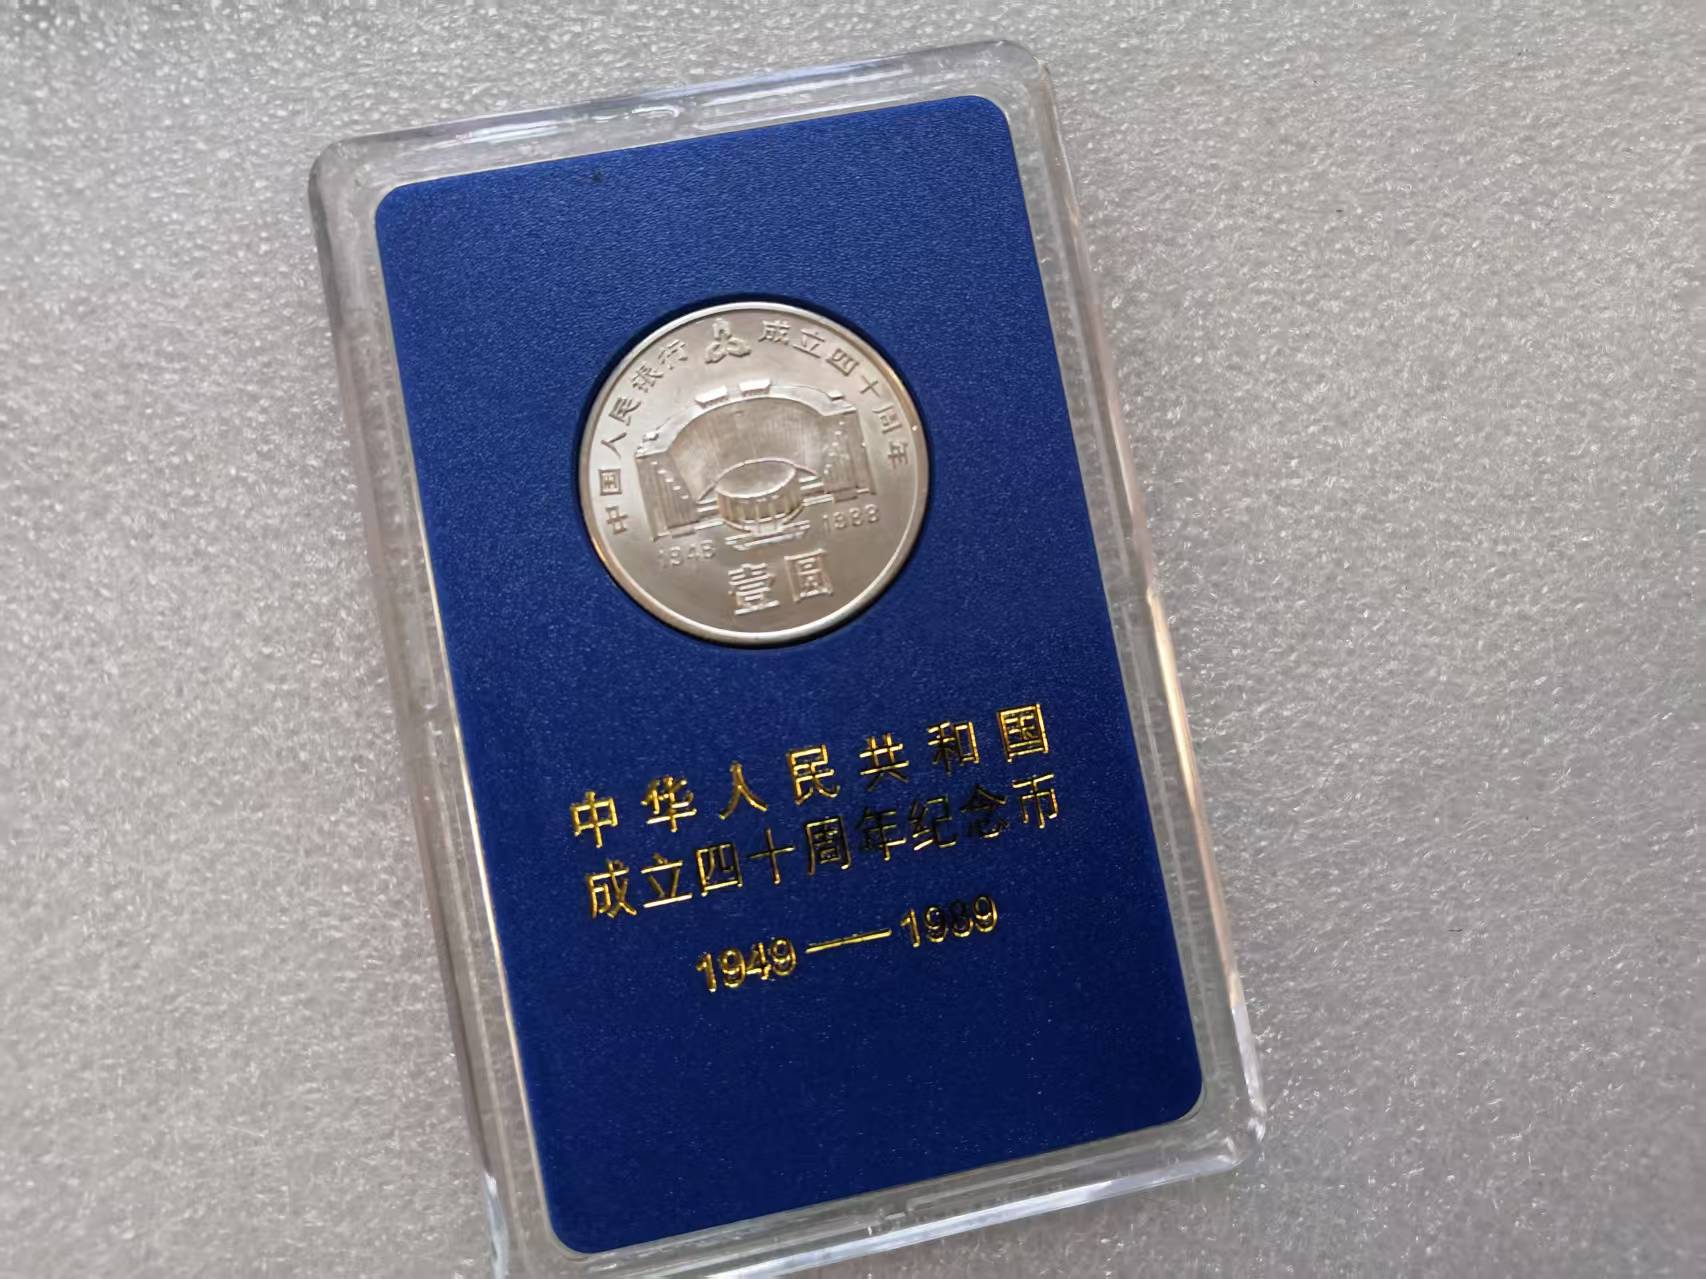 中国人民银行 成立四十周年
1948 1988
壹圆
中华人民共和国
成立四十周年纪念币
1949——1989